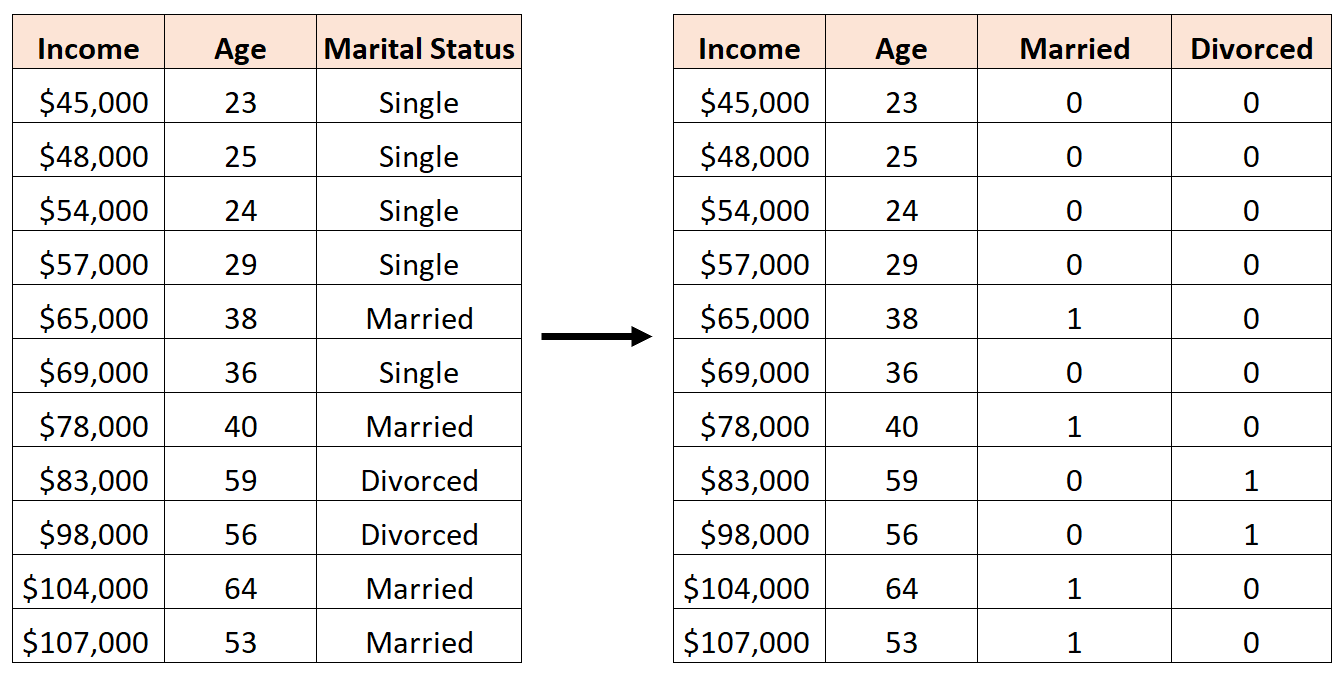 Income Age Marital Status
$45,000 23 Single
$48,000 25 Single
$54,000 24 Single
$57,000 29 Single
$65,000 38 Married
$69,000 36 Single
$78,000 40 Married
$83,000 59 Divorced
$98,000 56 Divorced
$104,000 64 Married
$107,000 53 Married
Income Age Married Divorced
$45,000 23 0 0
$48,000 25 0 0
$54,000 24 0 0
$57,000 29 0 0
$65,000 38 1 0
$69,000 36 0 0
$78,000 40 1 0
$83,000 59 0 1
$98,000 56 0 1
$104,000 64 1 0
$107,000 53 1 0